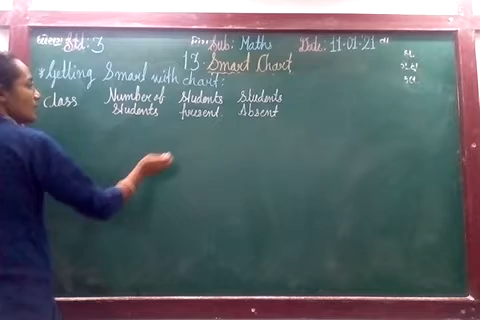 Std: 3 Sub: Maths Date: 11.01.21
13. Smart Chart
* Getting Smart with chart:
Class Number of Students Students
Students present. Absent